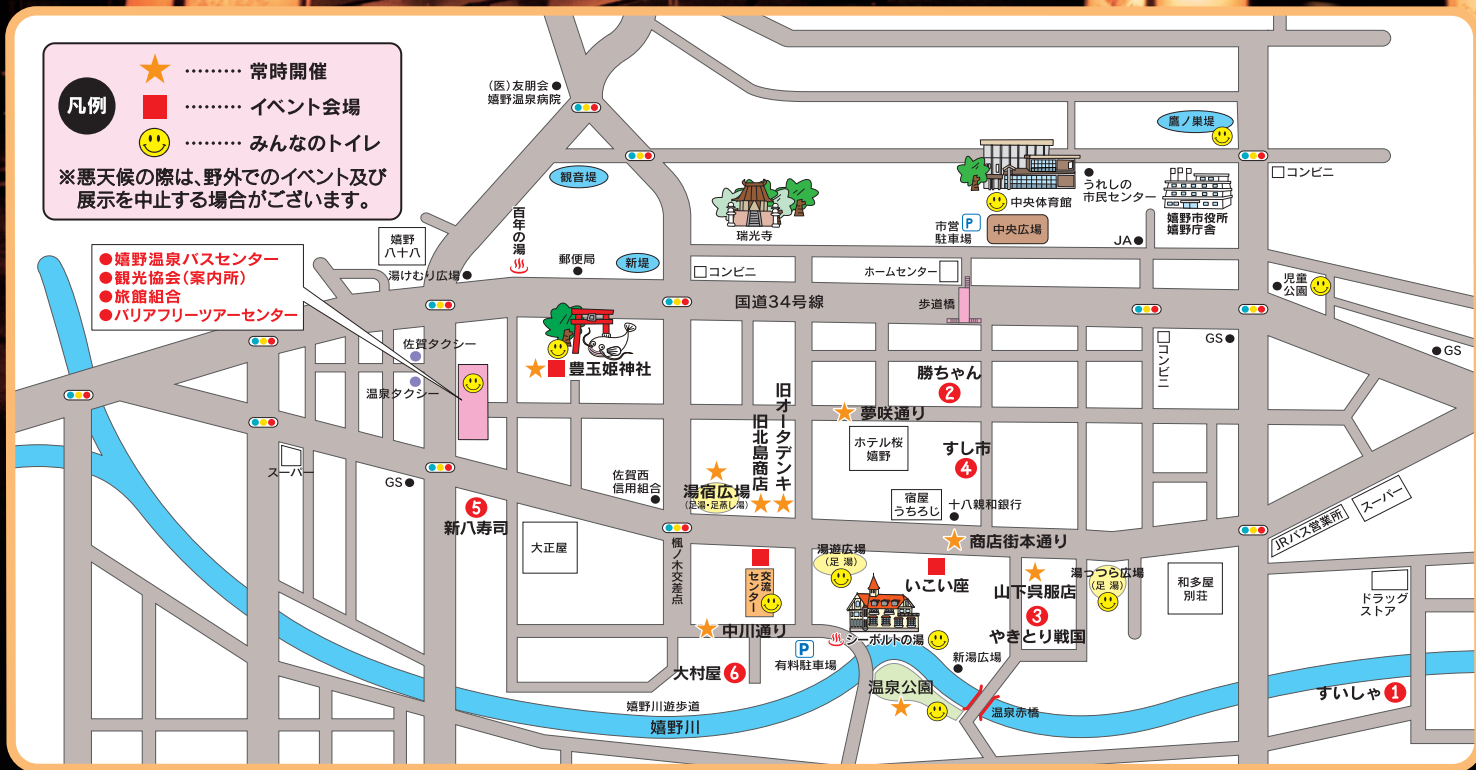 凡例
………常時開催
………イベント会場
………みんなのトイレ
※悪天候の際は、野外でのイベント及び
展示を中止する場合がございます。
(医)友朋会
嬉野温泉病院
鷹ノ巣堤
観音堤
瑞光寺
中央体育館
うれしの
市民センター
嬉野市役所
嬉野庁舎
コンビニ
市営
駐車場
P
中央広場
JA
嬉野
八十八
百年の湯
湯けむり広場
郵便局
新堤
コンビニ
ホームセンター
児童
公園
●嬉野温泉バスセンター
●観光協会(案内所)
●旅館組合
●バリアフリーツアーセンター
国道34号線
歩道橋
佐賀タクシー
温泉タクシー
豊玉姫神社
コンビニ
GS
GS
勝ちゃん
2
夢咲通り
旧オータデンキ
旧北島商店
ホテル桜
嬉野
すし市
4
スーパー
GS
佐賀西
信用組合
湯宿広場
(足湯・足蒸し湯)
宿屋
うちろじ
十八親和銀行
5
新八寿司
大正屋
楓ノ木交差点
交流
センター
湯遊広場
(足湯)
いこい座
商店街本通り
山下呉服店
3
やきとり戦国
湯っつら広場
(足湯)
和多屋
別荘
JRバス営業所
スーパー
ドラッグ
ストア
中川通り
大村屋6
P
有料駐車場
シーボルトの湯
新湯広場
温泉公園
温泉赤橋
すいしゃ1
嬉野川遊歩道
嬉野川